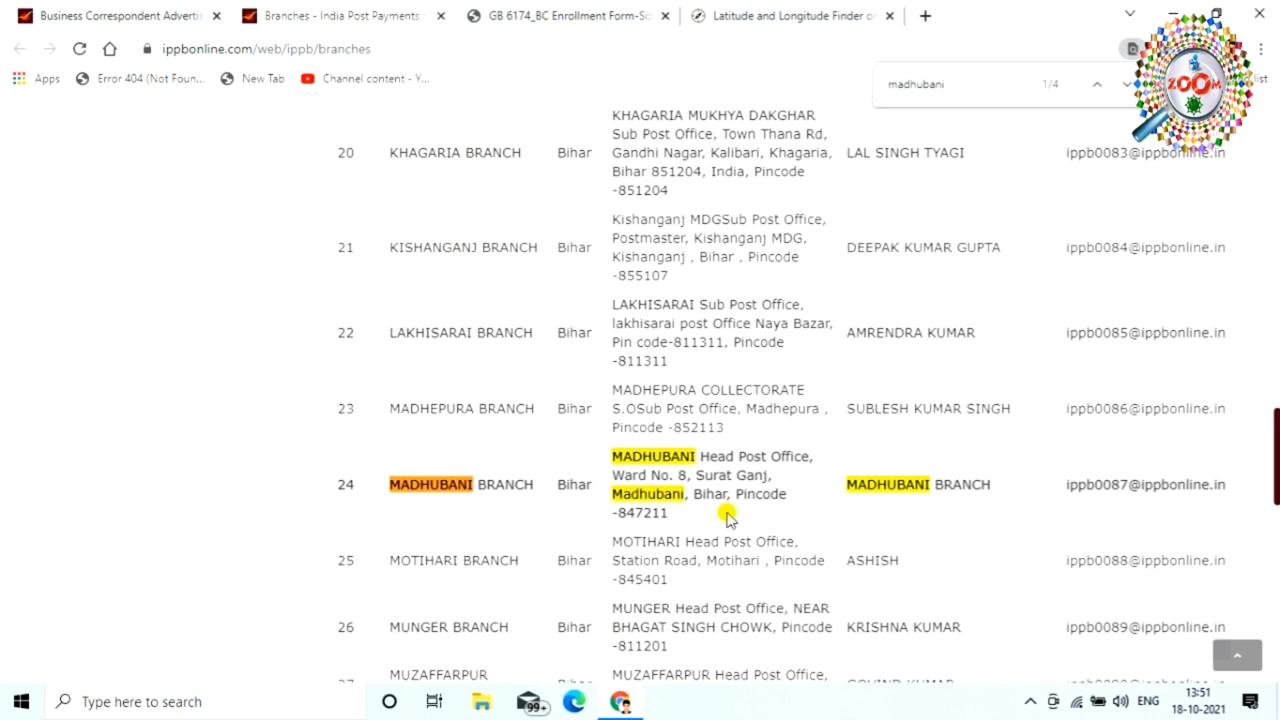 Business Correspondent Adverti
Branches - India Post Payments
GB 6174_BC Enrollment Form-Sc
Latitude and Longitude Finder o
ippbonline.com/web/ippb/branches
Apps
Error 404 (Not Foun...
New Tab
Channel content - Y...
madhubani 1/4
list
ZOOM
KHAGARIA MUKHYA DAKGHAR
Sub Post Office, Town Thana Rd,
20 KHAGARIA BRANCH Bihar Gandhi Nagar, Kalibari, Khagaria, LAL SINGH TYAGI ippb0083@ippbonline.in
Bihar 851204, India, Pincode
-851204
Kishanganj MDGSub Post Office,
Postmaster, Kishanganj MDG,
21 KISHANGANJ BRANCH Bihar DEEPAK KUMAR GUPTA ippb0084@ippbonline.in
Kishanganj , Bihar , Pincode
-855107
LAKHISARAI Sub Post Office,
lakhisarai post Office Naya Bazar,
22 LAKHISARAI BRANCH Bihar AMRENDRA KUMAR ippb0085@ippbonline.in
Pin code-811311, Pincode
-811311
MADHEPURA COLLECTORATE
23 MADHEPURA BRANCH Bihar S.OSub Post Office, Madhepura , SUBLESH KUMAR SINGH ippb0086@ippbonline.in
Pincode -852113
MADHUBANI Head Post Office,
Ward No. 8, Surat Ganj,
24 MADHUBANI BRANCH Bihar MADHUBANI BRANCH ippb0087@ippbonline.in
Madhubani, Bihar, Pincode
-847211
MOTIHARI Head Post Office,
25 MOTIHARI BRANCH Bihar Station Road, Motihari , Pincode ASHISH ippb0088@ippbonline.in
-845401
MUNGER Head Post Office, NEAR
26 MUNGER BRANCH Bihar BHAGAT SINGH CHOWK, Pincode KRISHNA KUMAR ippb0089@ippbonline.in
-811201
MUZAFFARPUR MUZAFFARPUR Head Post Office,
Type here to search
99+
ENG
13:51
18-10-2021